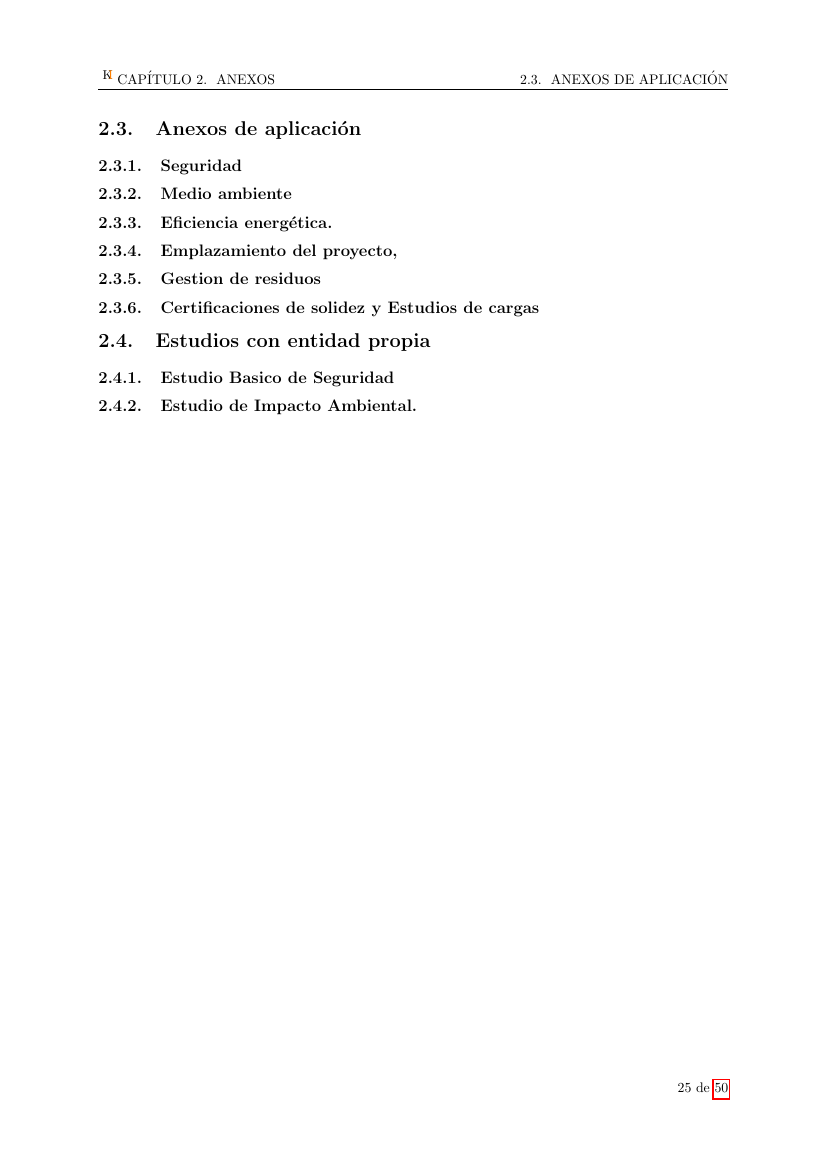 K CAPÍTULO 2. ANEXOS 2.3. ANEXOS DE APLICACIÓN
2.3. Anexos de aplicación
2.3.1. Seguridad
2.3.2. Medio ambiente
2.3.3. Eficiencia energética.
2.3.4. Emplazamiento del proyecto,
2.3.5. Gestion de residuos
2.3.6. Certificaciones de solidez y Estudios de cargas
2.4. Estudios con entidad propia
2.4.1. Estudio Basico de Seguridad
2.4.2. Estudio de Impacto Ambiental.
25 de 50